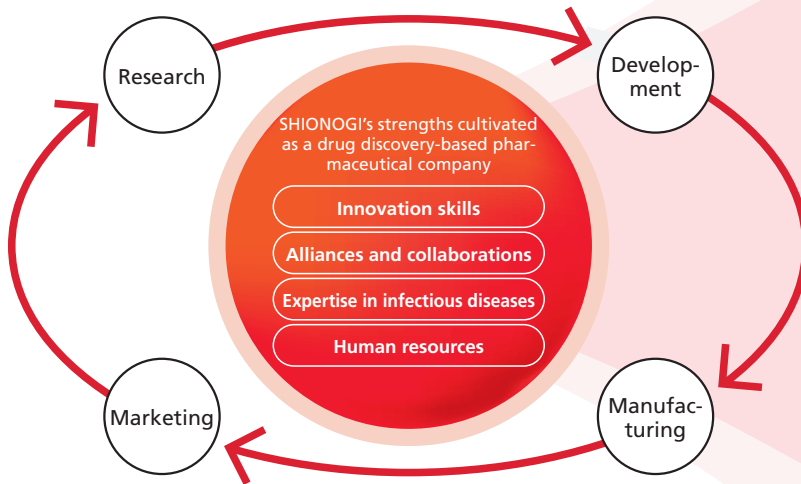 Research
Develop-
ment
SHIONOGI's strengths cultivated
as a drug discovery-based phar-
maceutical company
Innovation skills
Alliances and collaborations
Expertise in infectious diseases
Human resources
Marketing
Manufac-
turing